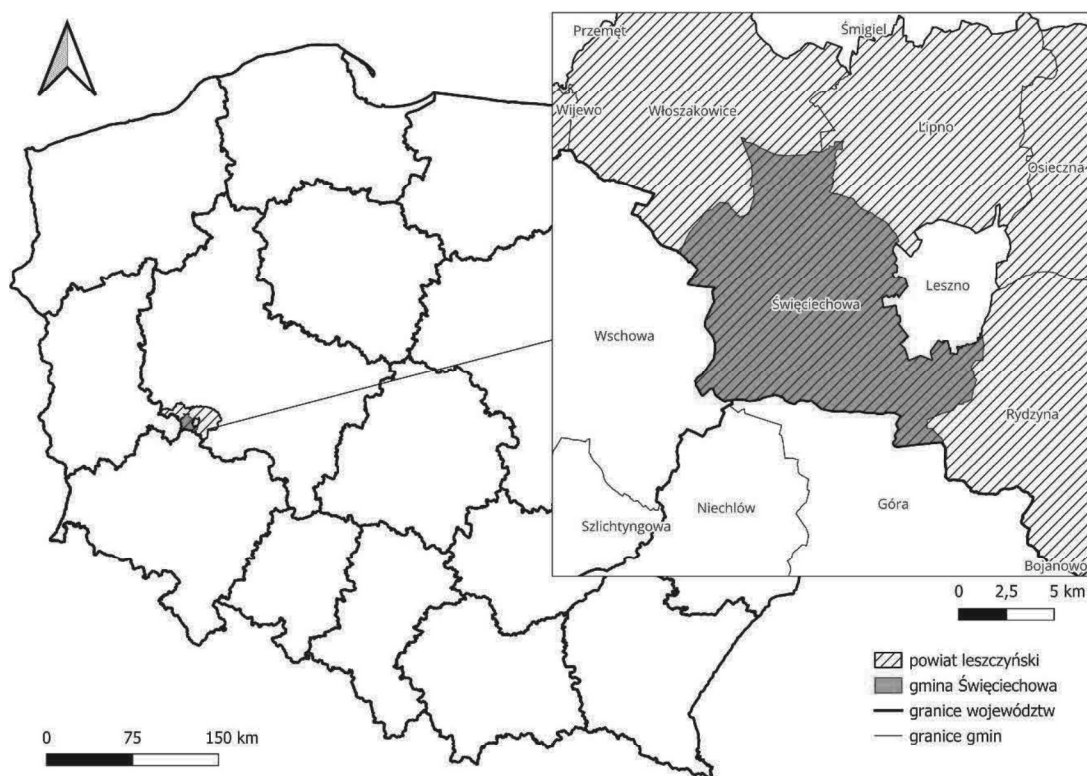 Przemęt
Śmigiel
Wijewo
Włoszakowice
Lipno
Osieczna
Leszno
Święciechowa
Wschowa
Rydzyna
Niechlów
Góra
Szlichtyngowa
Bojanowo
0 2,5 5 km
powiat leszczyński
gmina Święciechowa
granice województw
granice gmin
0 75 150 km